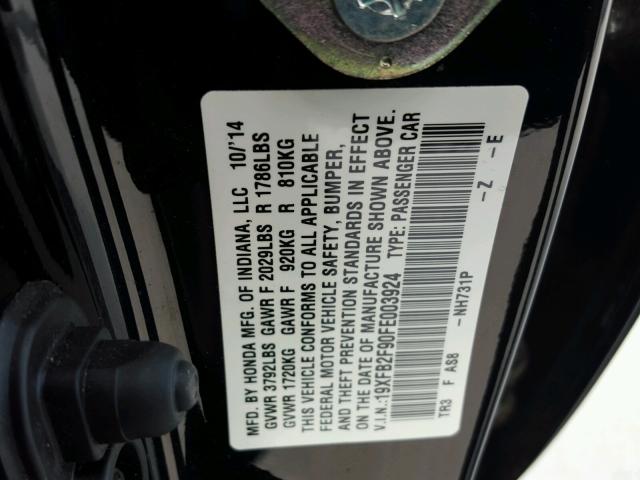 MFD. BY HONDA MFG. OF INDIANA, LLC 10/'14
GVWR 3792LBS GAWR F 2029LBS R 1786LBS
GVWR 1720KG GAWR F 920KG R 810KG
THIS VEHICLE CONFORMS TO ALL APPLICABLE
FEDERAL MOTOR VEHICLE SAFETY, BUMPER,
AND THEFT PREVENTION STANDARDS IN EFFECT
ON THE DATE OF MANUFACTURE SHOWN ABOVE.
V.I.N.:19XFB2F90FE003924 TYPE: PASSENGER CAR
TR3 F AS8 -NH731P -Z -E